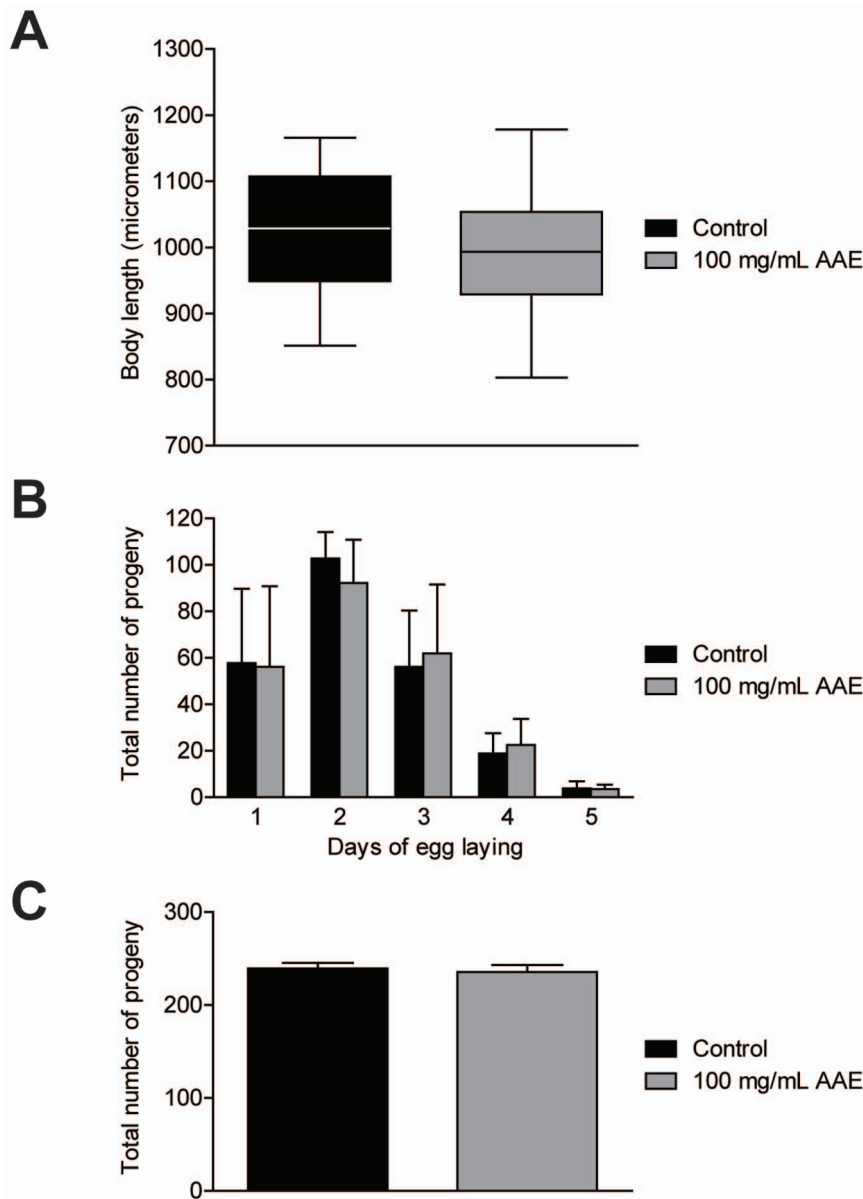 A
1300
1200
1100
1000
900
800
700
Body length (micrometers)
Control
100 mg/mL AAE
B
120
100
80
60
40
20
0
Total number of progeny
1 2 3 4 5
Days of egg laying
Control
100 mg/mL AAE
C
300
200
100
0
Total number of progeny
Control
100 mg/mL AAE